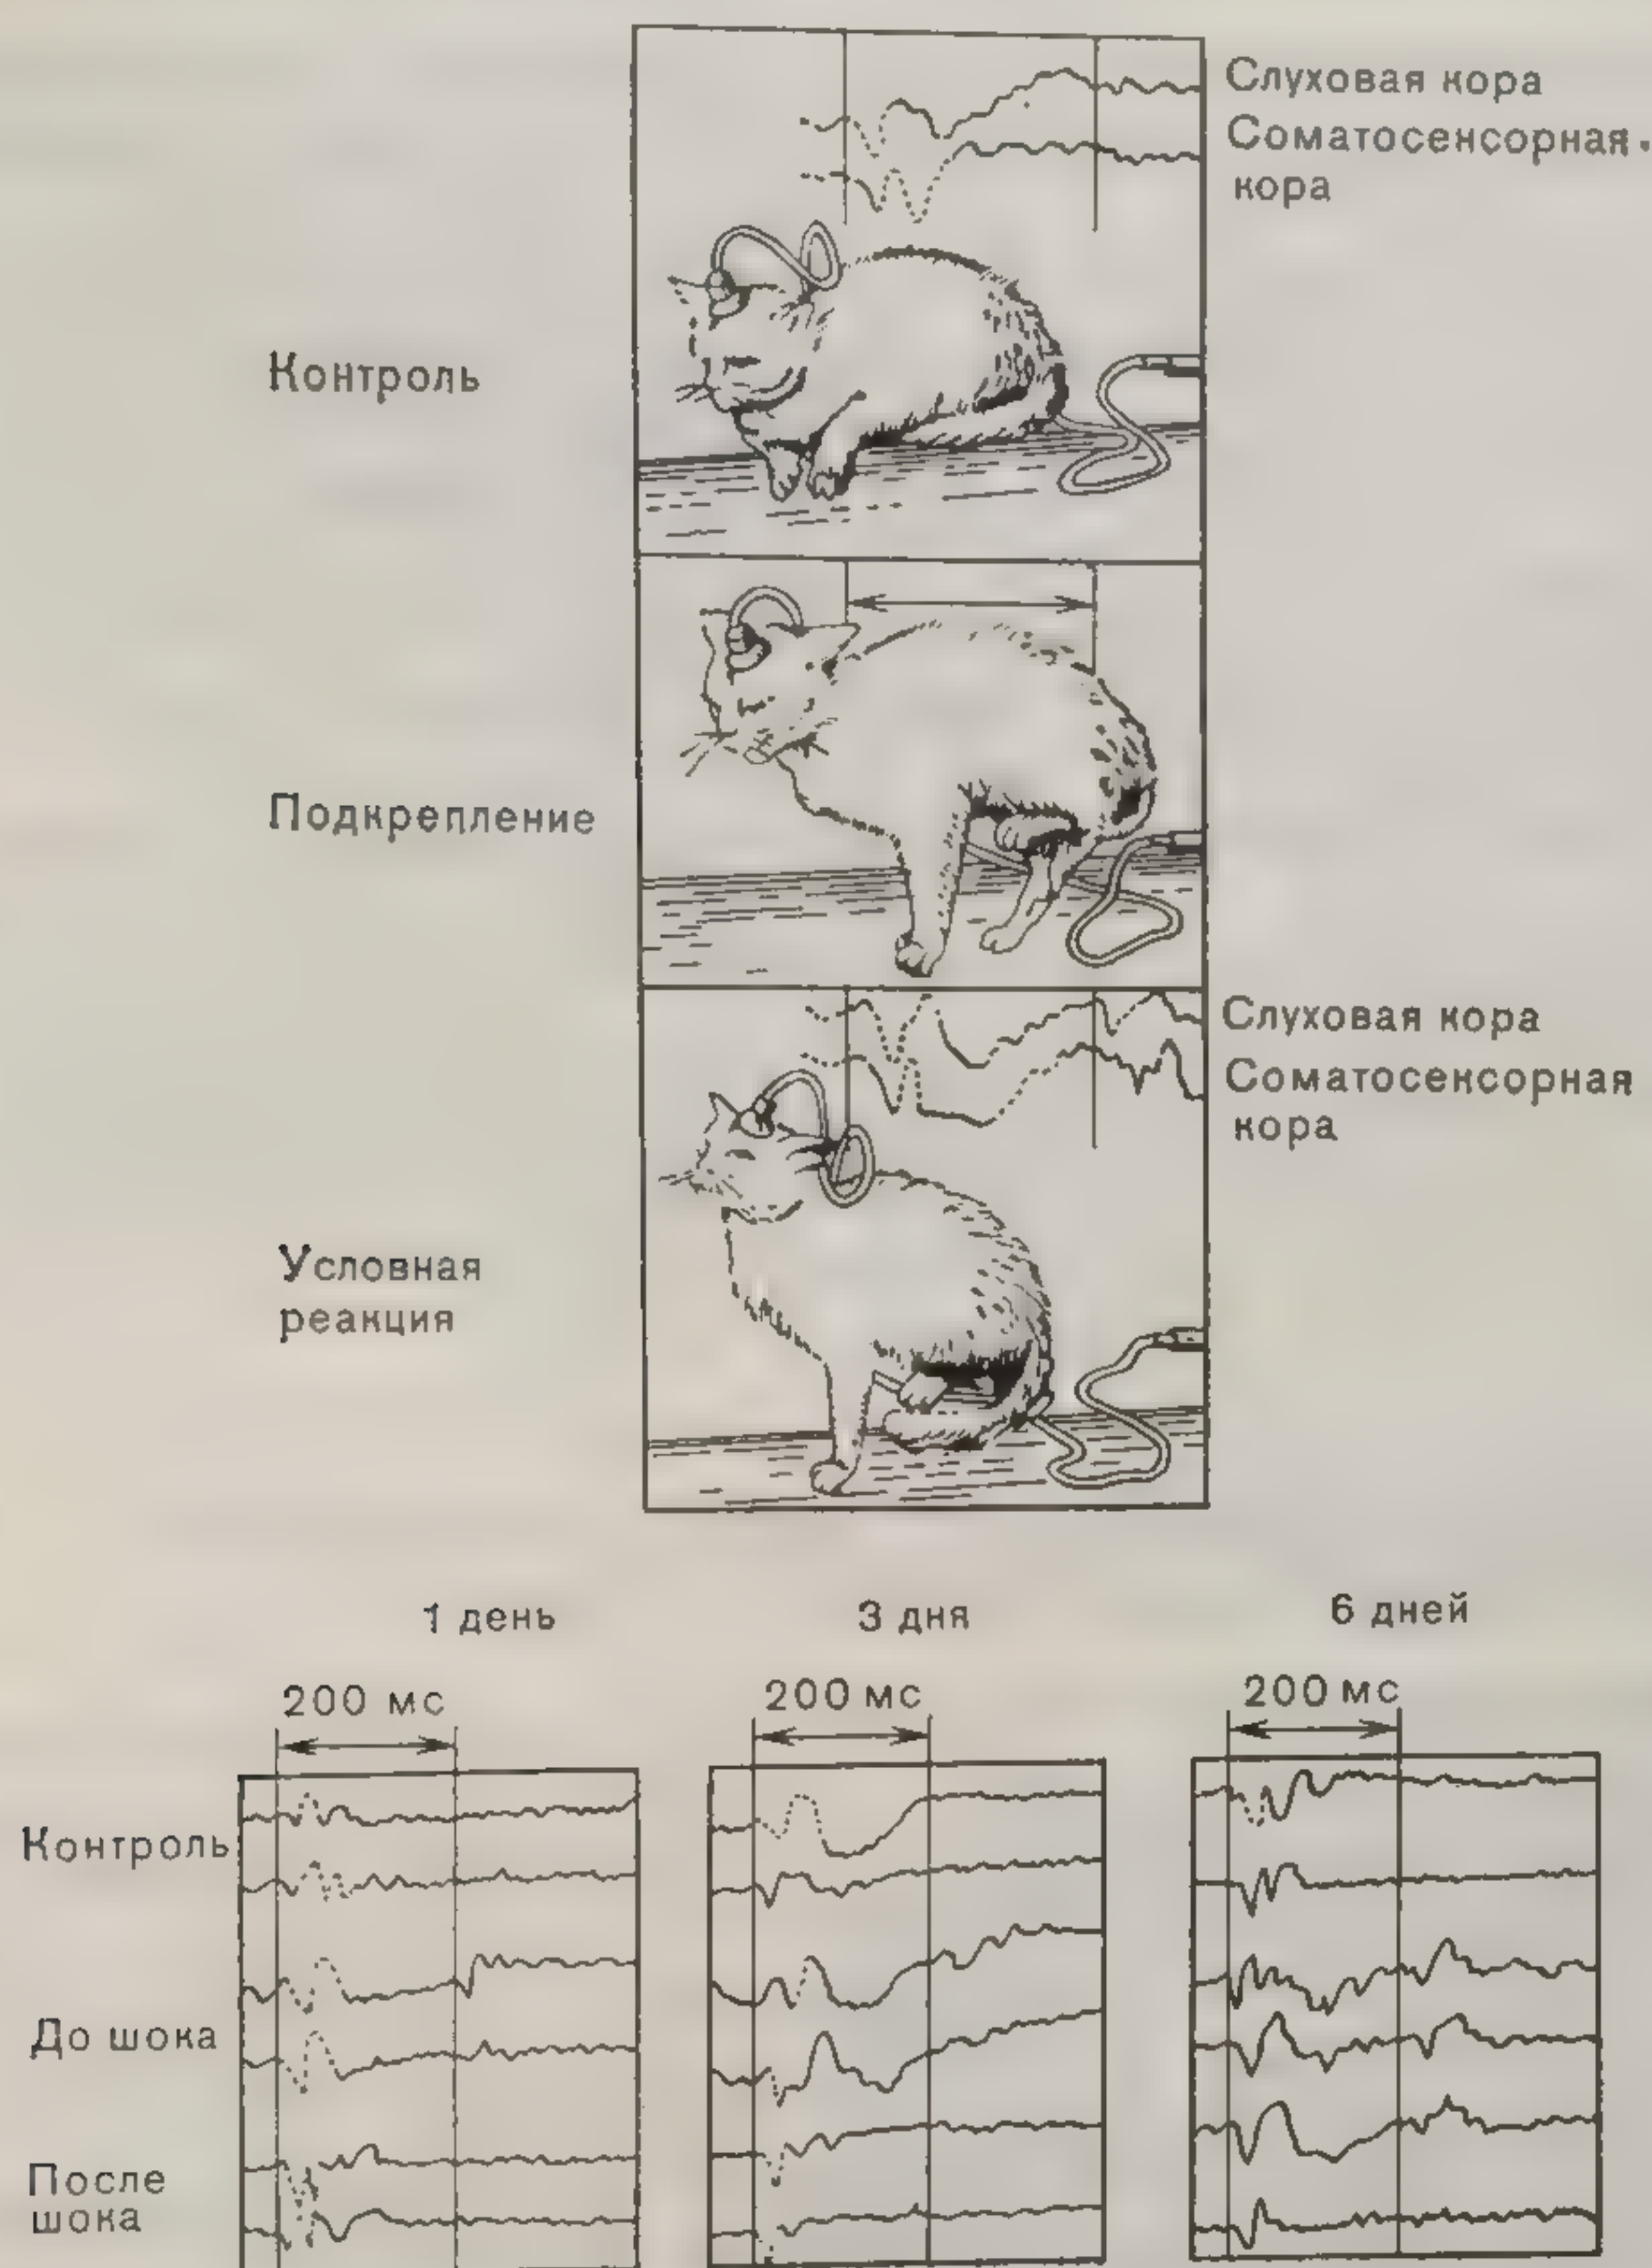 Слуховая кора
Соматосенсорная
кора
Контроль
Подкрепление
Слуховая кора
Соматосенсорная
кора
Условная
реакция
1 день
3 дня
6 дней
200 мс
200 мс
200 мс
Контроль
До шока
После
шока